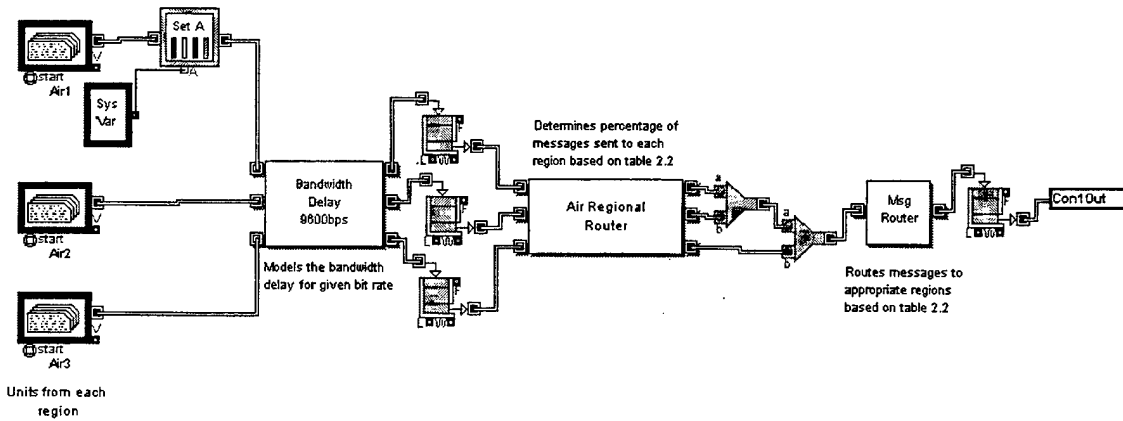 Set A
V
start
A
Air1
Sys
Var
Determines percentage of
messages sent to each
region based on table 2.2
F
L W
Bandwidth
Delay
9600bps
V
start
Air2
F
L W
Air Regional
Router
a
b
a
b
Msg
Router
F
L W
Con1Out
Models the bandwidth
delay for given bit rate
F
L W
Routes messages to
appropriate regions
based on table 2.2
V
start
Air3
Units from each
region